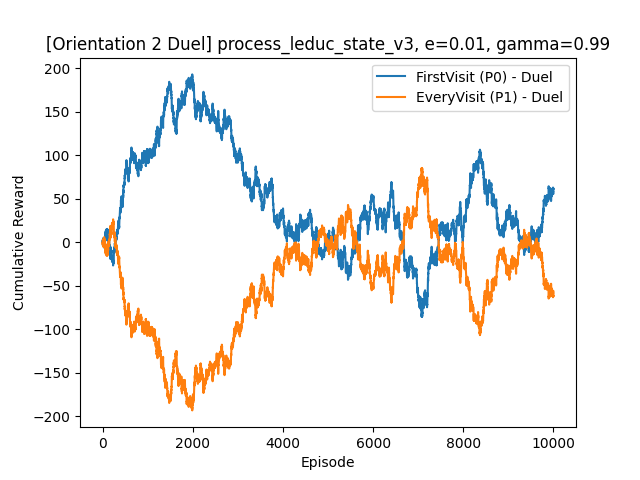 [Orientation 2 Duel] process_leduc_state_v3, e=0.01, gamma=0.99
FirstVisit (P0) - Duel
EveryVisit (P1) - Duel
Cumulative Reward
200
150
100
50
0
−50
−100
−150
−200
0 2000 4000 6000 8000 10000
Episode